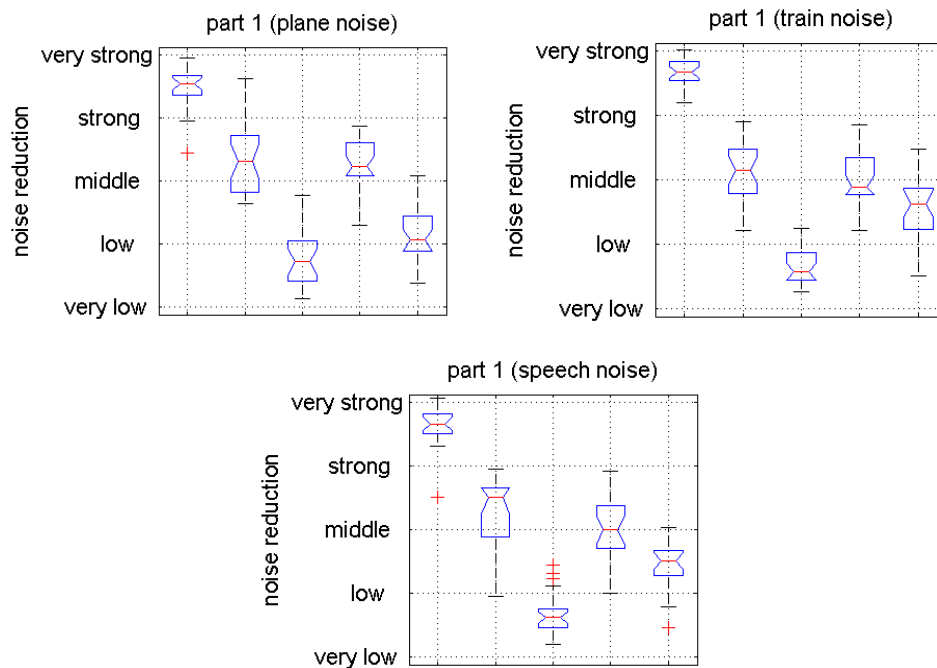 part 1 (plane noise)
very strong
strong
middle
low
very low
noise reduction
part 1 (train noise)
very strong
strong
middle
low
very low
noise reduction
part 1 (speech noise)
very strong
strong
middle
low
very low
noise reduction